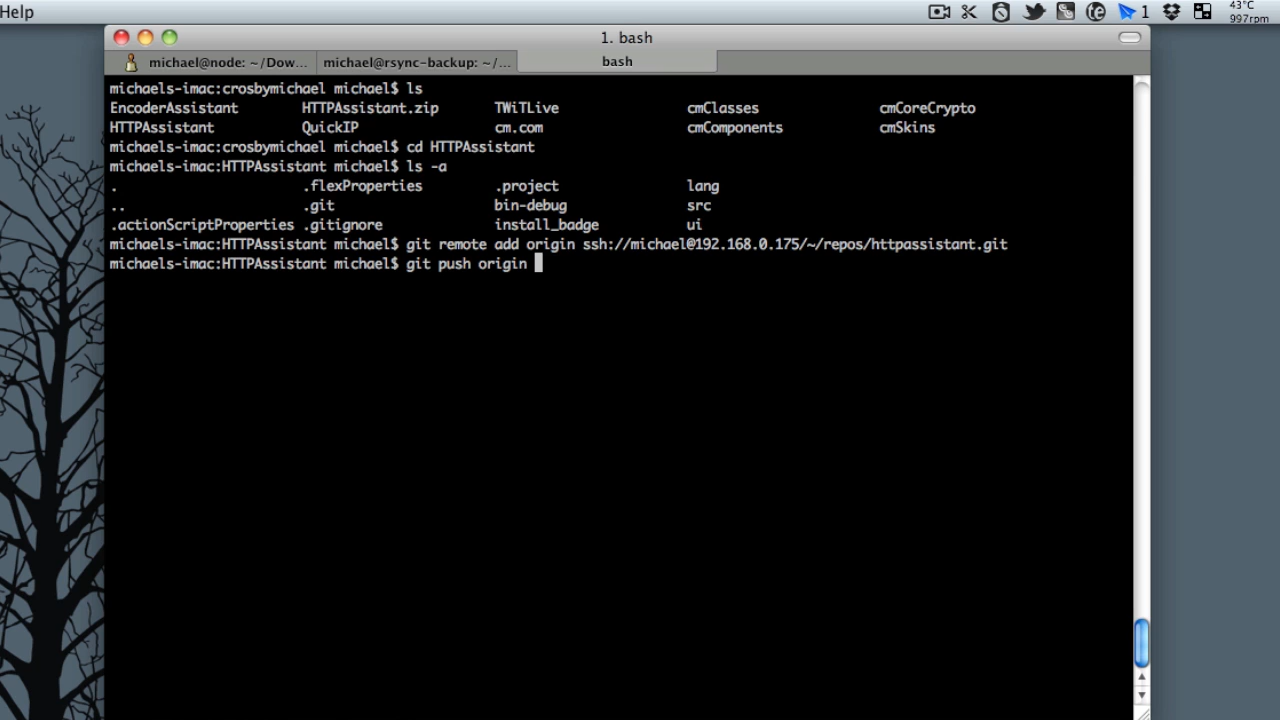 Help
1
43°C
997rpm
1. bash
michael@node: ~/Dow...
michael@rsync-backup: ~/...
bash
michaels-imac:crosbymichael michael$ ls
EncoderAssistant HTTPAssistant.zip TWiTLive cmClasses cmCoreCrypto
HTTPAssistant QuickIP cm.com cmComponents cmSkins
michaels-imac:crosbymichael michael$ cd HTTPAssistant
michaels-imac:HTTPAssistant michael$ ls -a
. .flexProperties .project lang
.. .git bin-debug src
.actionScriptProperties .gitignore install_badge ui
michaels-imac:HTTPAssistant michael$ git remote add origin ssh://michael@192.168.0.175/~/repos/httpassistant.git
michaels-imac:HTTPAssistant michael$ git push origin